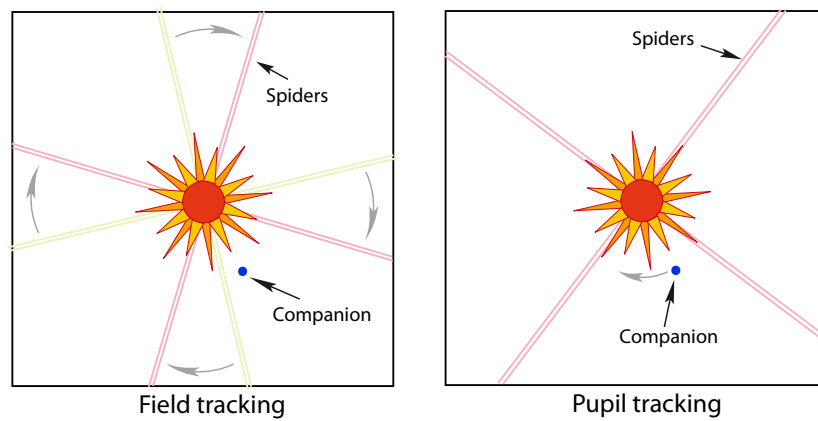 Spiders
Companion
Field tracking
Spiders
Companion
Pupil tracking